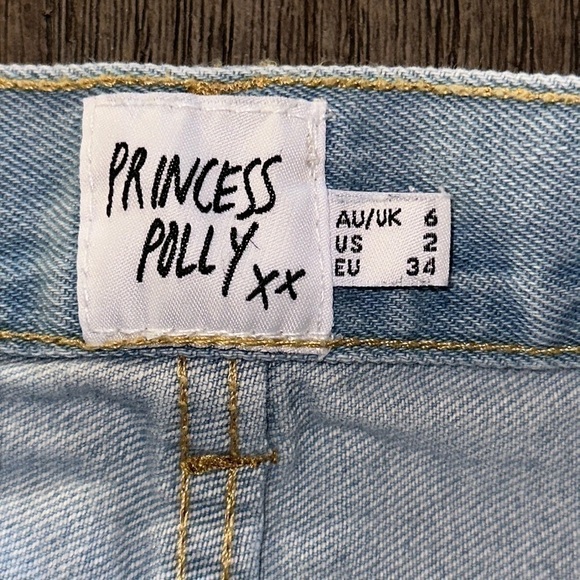 PRINCESS
POLLY
xx
AU/UK 6
US 2
EU 34